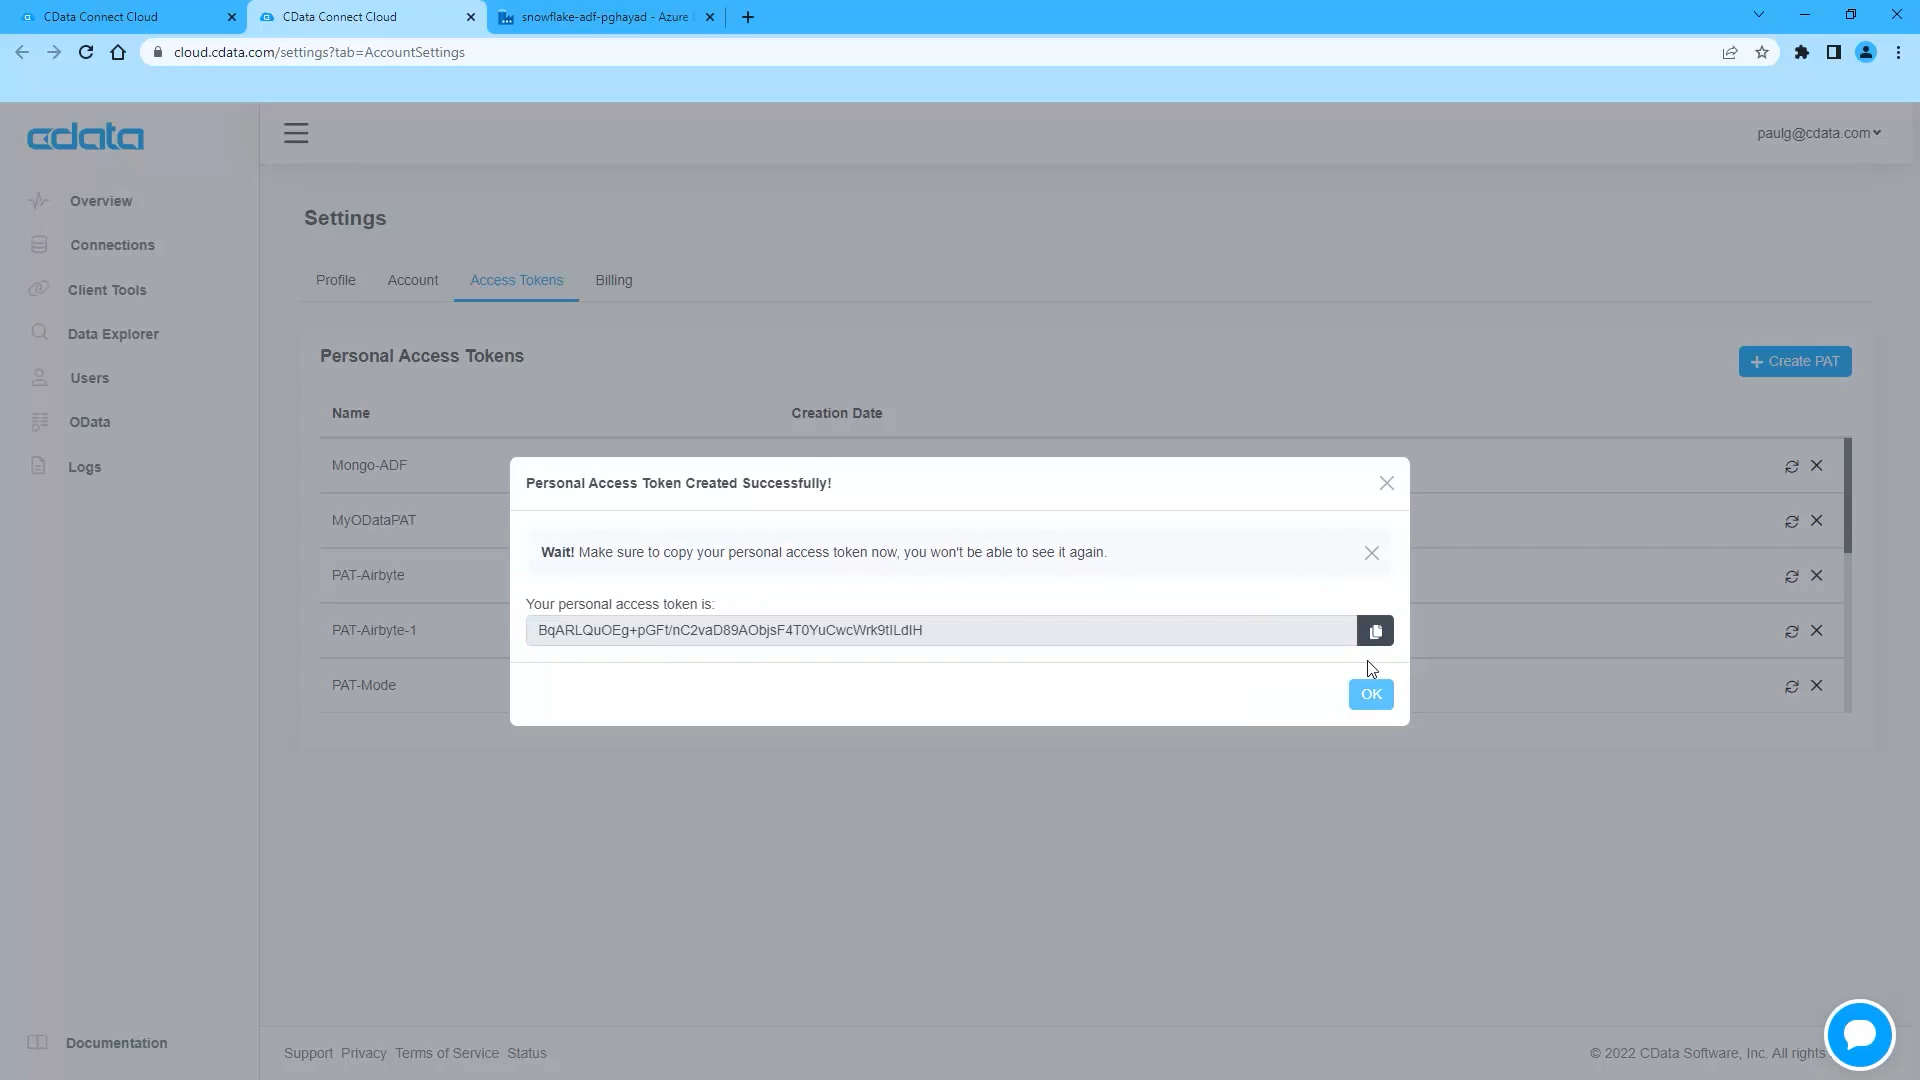 CData Connect Cloud
CData Connect Cloud
snowflake-adf-pghayad - Azure
cloud.cdata.com/settings?tab=AccountSettings
cdata
paulg@cdata.com
Overview
Connections
Client Tools
Data Explorer
Users
OData
Logs
Documentation
Settings
Profile Account Access Tokens Billing
Personal Access Tokens
+ Create PAT
Name Creation Date
Mongo-ADF
MyODataPAT
PAT-Airbyte
PAT-Airbyte-1
PAT-Mode
Personal Access Token Created Successfully!
Wait! Make sure to copy your personal access token now, you won't be able to see it again.
Your personal access token is:
BqARLQuOEg+pGFt/nC2vaD89AObjsF4T0YuCwcWrk9tILdIH
OK
Support Privacy Terms of Service Status
© 2022 CData Software, Inc. All rights